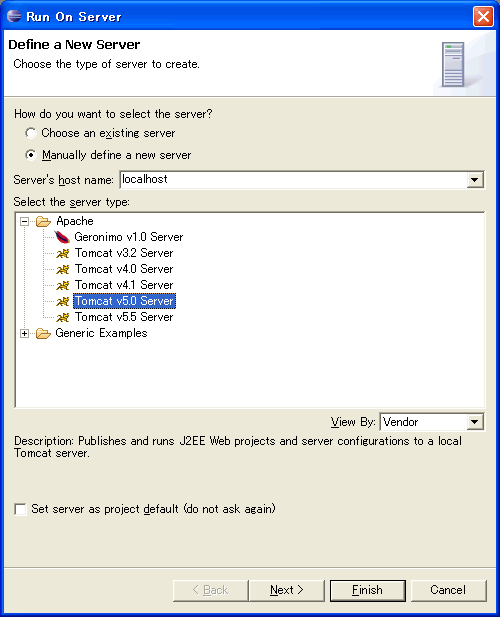 Run On Server
Define a New Server
Choose the type of server to create.
How do you want to select the server?
Choose an existing server
Manually define a new server
Server's host name: localhost
Select the server type:
Apache
Geronimo v1.0 Server
Tomcat v3.2 Server
Tomcat v4.0 Server
Tomcat v4.1 Server
Tomcat v5.0 Server
Tomcat v5.5 Server
Generic Examples
View By: Vendor
Description: Publishes and runs J2EE Web projects and server configurations to a local
Tomcat server.
Set server as project default (do not ask again)
< Back Next > Finish Cancel